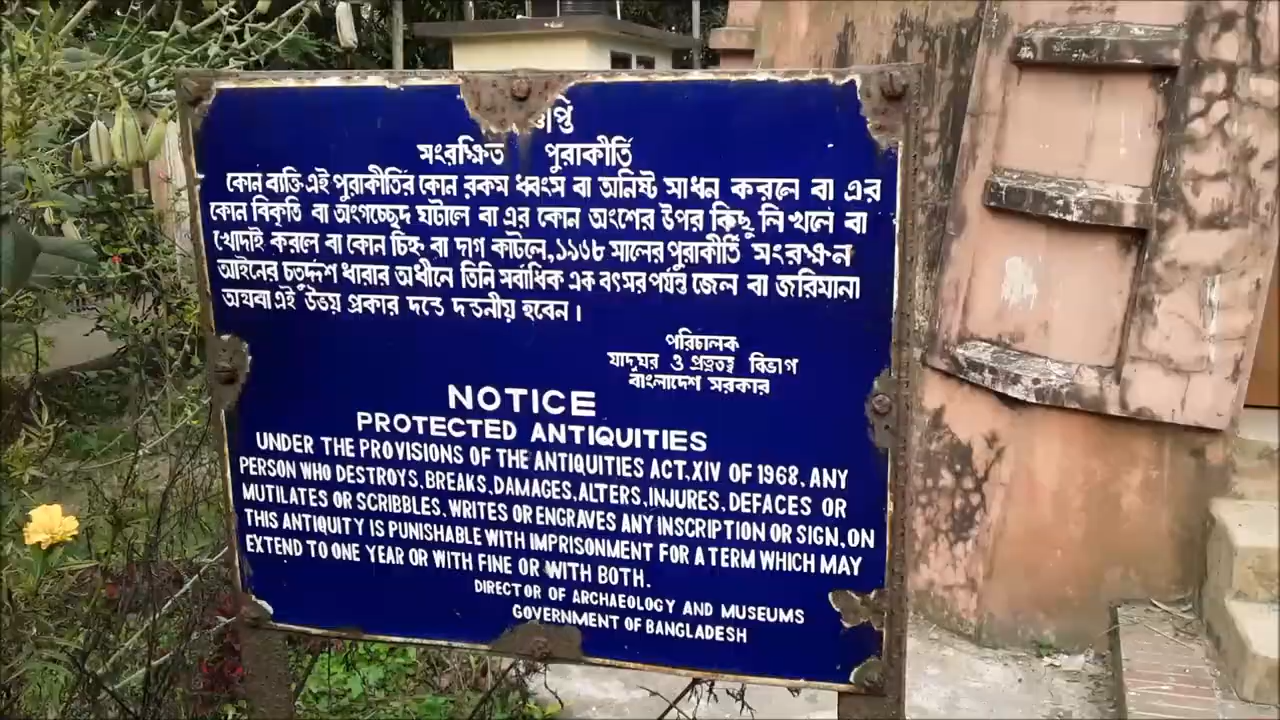 সংরক্ষিত পুরাকীর্তি
কোন ব্যক্তি এই পুরাকীর্তির কোন রকম ধ্বংস বা অনিষ্ট সাধন করলে বা এর
কোন বিকৃতি বা অংগচ্ছেদ ঘটালে বা এর কোন অংশের উপর কিছু লিখলে বা
খোদাই করলে বা কোন চিহ্ন বা দাগ কাটলে,১৯৬৮ সালের পুরাকীর্তি সংরক্ষন
আইনের চতুর্দ্দশ ধারার অধীনে তিনি সর্বাধিক এক বৎসর পর্যন্ত জেল বা জরিমানা
অথবা এই উভয় প্রকার দন্ডে দন্ডনীয় হবেন।
পরিচালক
যাদুঘর ও প্রত্নতত্ব বিভাগ
বাংলাদেশ সরকার
NOTICE
PROTECTED ANTIQUITIES
UNDER THE PROVISIONS OF THE ANTIQUITIES ACT.XIV OF 1968, ANY
PERSON WHO DESTROYS, BREAKS, DAMAGES, ALTERS, INJURES, DEFACES OR
MUTILATES OR SCRIBBLES, WRITES OR ENGRAVES ANY INSCRIPTION OR SIGN, ON
THIS ANTIQUITY IS PUNISHABLE WITH IMPRISONMENT FOR A TERM WHICH MAY
EXTEND TO ONE YEAR OR WITH FINE OR WITH BOTH.
DIRECTOR OF ARCHAEOLOGY AND MUSEUMS
GOVERNMENT OF BANGLADESH